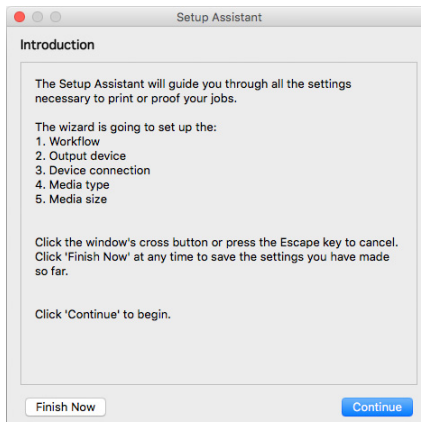 Setup Assistant
Introduction
The Setup Assistant will guide you through all the settings
necessary to print or proof your jobs.
The wizard is going to set up the:
1. Workflow
2. Output device
3. Device connection
4. Media type
5. Media size
Click the window's cross button or press the Escape key to cancel.
Click 'Finish Now' at any time to save the settings you have made
so far.
Click 'Continue' to begin.
Finish Now
Continue